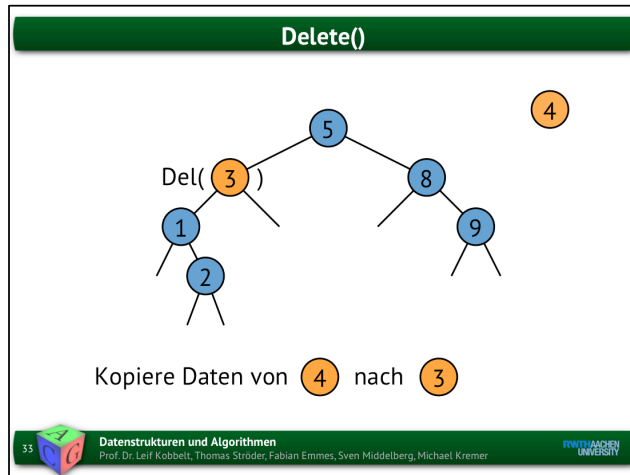 Delete()
4
5
Del( 3 )
8
1
9
2
Kopiere Daten von 4 nach 3
33
A
C G
Datenstrukturen und Algorithmen
Prof. Dr. Leif Kobbelt, Thomas Ströder, Fabian Emmes, Sven Middelberg, Michael Kremer
RWTHAACHEN
UNIVERSITY